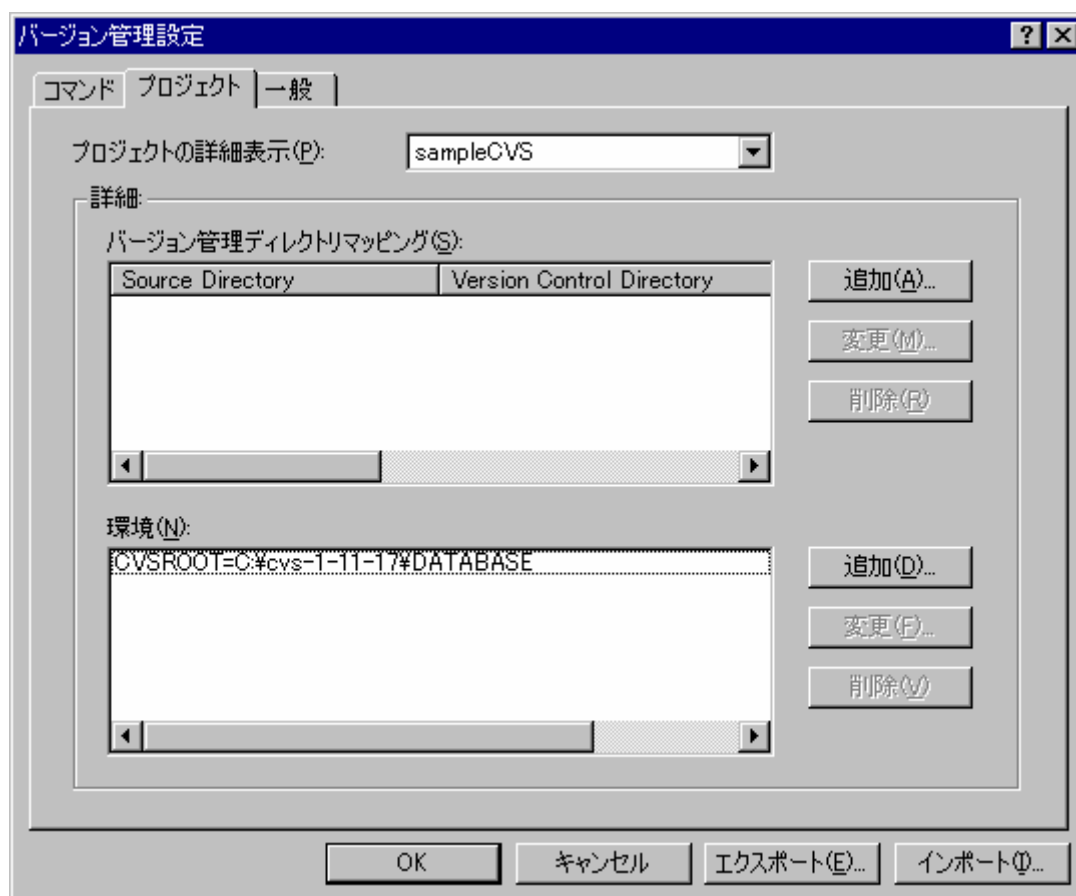 バージョン管理設定
コマンド プロジェクト 一般
プロジェクトの詳細表示(P): sampleCVS
詳細:
バージョン管理ディレクトリマッピング(S):
Source Directory Version Control Directory
追加(A)...
変更(M)...
削除(R)
環境(N):
CVSROOT=C:¥cvs-1-11-17¥DATABASE
追加(D)...
変更(F)...
削除(V)
OK キャンセル エクスポート(E)... インポート(I)...